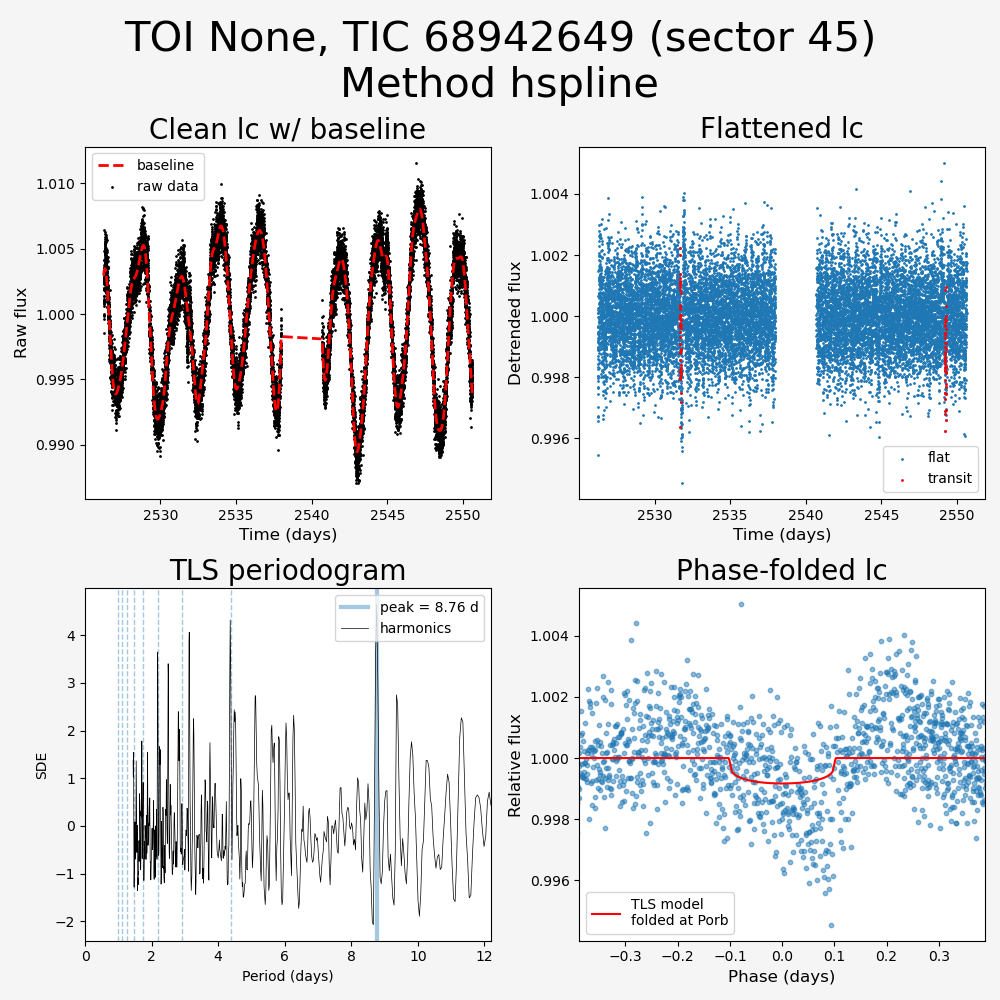 TOI None, TIC 68942649 (sector 45)
Method hspline
Clean lc w/ baseline
baseline
raw data
1.010
1.005
1.000
0.995
0.990
Raw flux
2530
2535
2540
2545
2550
Time (days)
Flattened lc
1.004
1.002
1.000
0.998
0.996
Detrended flux
flat
transit
2530
2535
2540
2545
2550
Time (days)
TLS periodogram
peak = 8.76 d
harmonics
4
3
2
1
0
−1
−2
SDE
0
2
4
6
8
10
12
Period (days)
Phase-folded lc
1.004
1.002
1.000
0.998
0.996
Relative flux
TLS model
folded at Porb
−0.3
−0.2
−0.1
0.0
0.1
0.2
0.3
Phase (days)